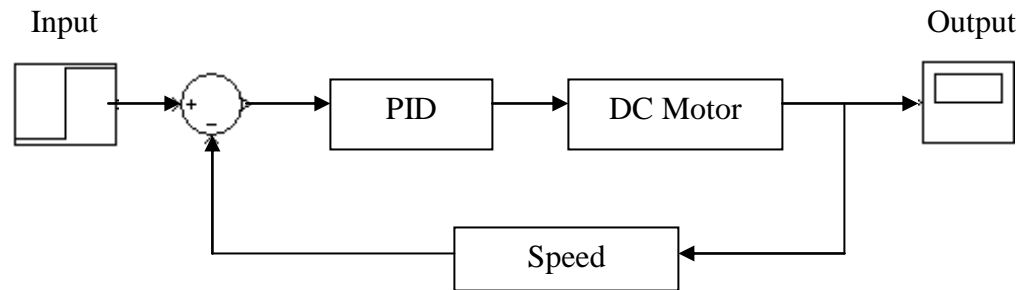 Input
Output
+
PID
DC Motor
−
Speed